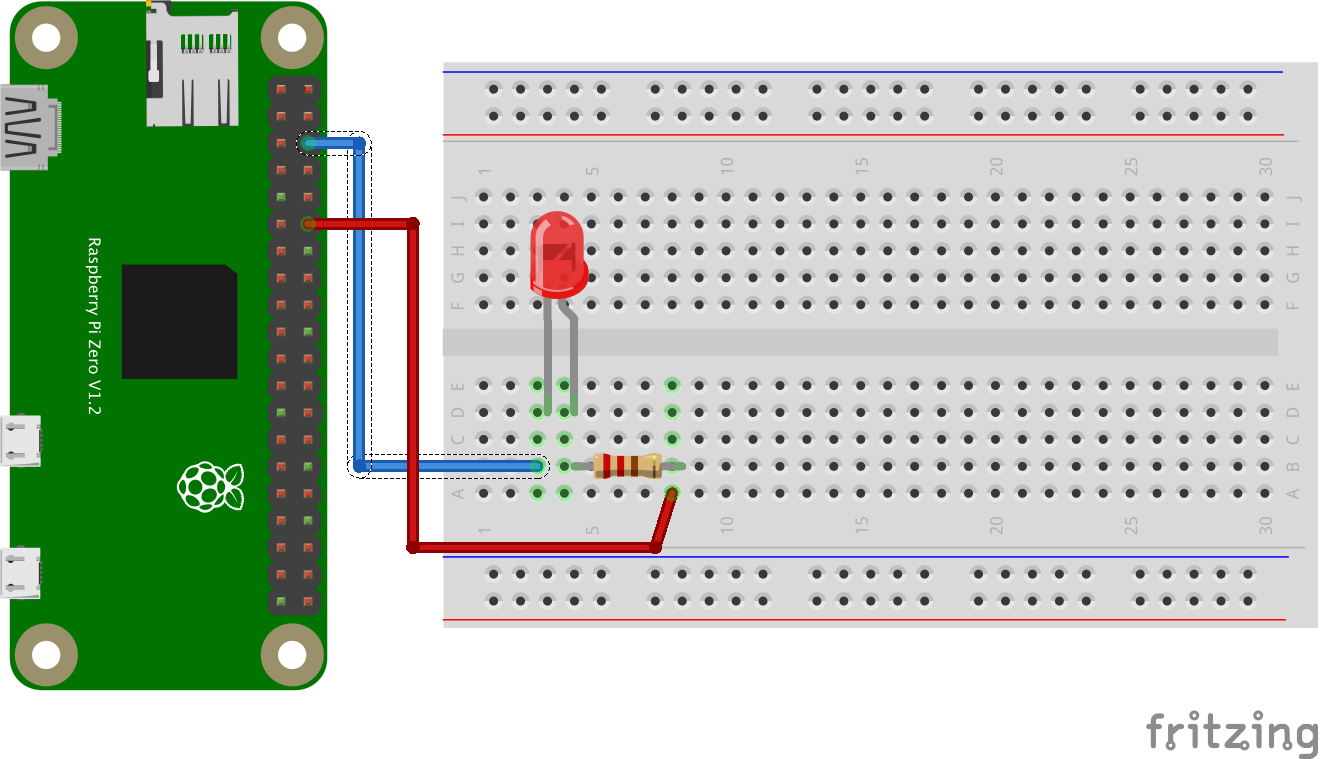 Raspberry Pi Zero V1.2
1 5 10 15 20 25 30
J J
I I
H H
G G
F F
E E
D D
C C
B B
A A
1 5 10 15 20 25 30
fritzing